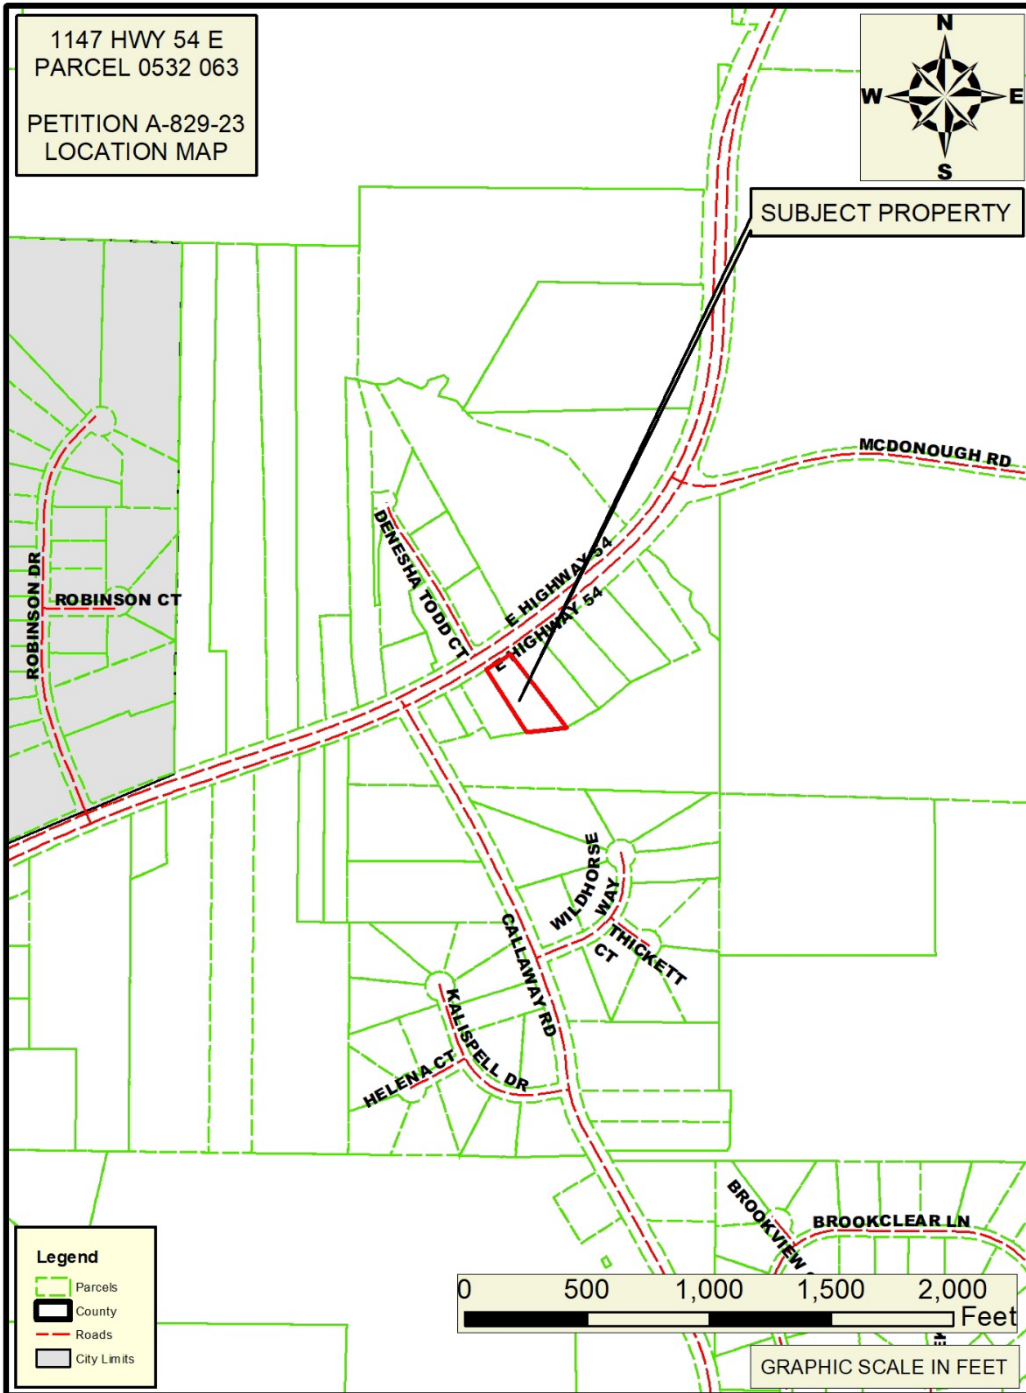 1147 HWY 54 E
PARCEL 0532 063
PETITION A-829-23
LOCATION MAP
N
W
E
S
SUBJECT PROPERTY
MCDONOUGH RD
DENESHA TODD CT
E HIGHWAY 54
E HIGHWAY 54
ROBINSON DR
ROBINSON CT
WILDHORSE
WAY
THICKETT
CT
CALLAWAY RD
KALISPELL DR
HELENA CT
BROOKVIEW
BROOKCLEAR LN
Legend
Parcels
County
Roads
City Limits
0 500 1,000 1,500 2,000
Feet
GRAPHIC SCALE IN FEET